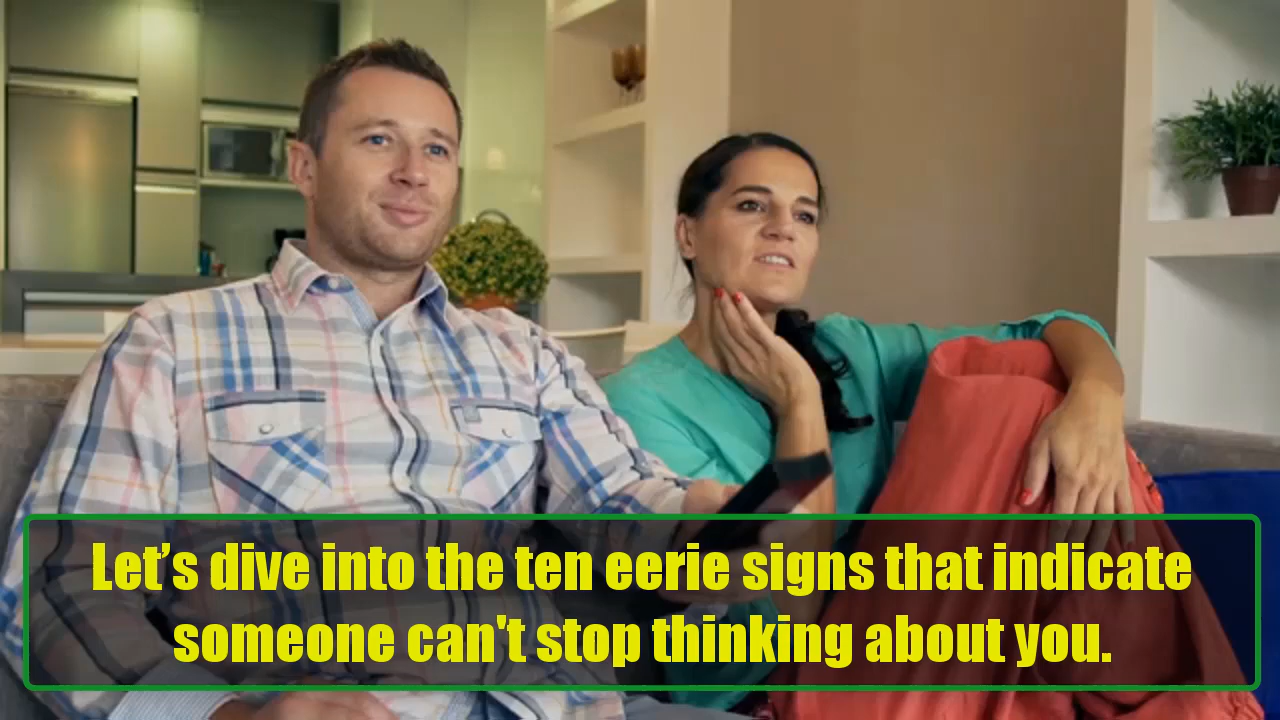 Let’s dive into the ten eerie signs that indicate
someone can't stop thinking about you.